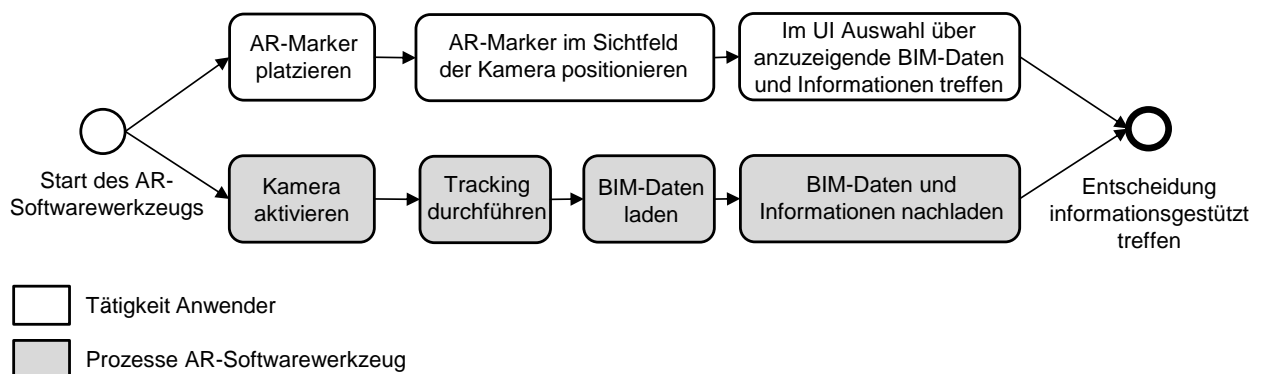 AR-Marker
platzieren
AR-Marker im Sichtfeld
der Kamera positionieren
Im UI Auswahl über
anzuzeigende BIM-Daten
und Informationen treffen
Start des AR-
Softwarewerkzeugs
Kamera
aktivieren
Tracking
durchführen
BIM-Daten
laden
BIM-Daten und
Informationen nachladen
Entscheidung
informationsgestützt
treffen
Tätigkeit Anwender
Prozesse AR-Softwarewerkzeug